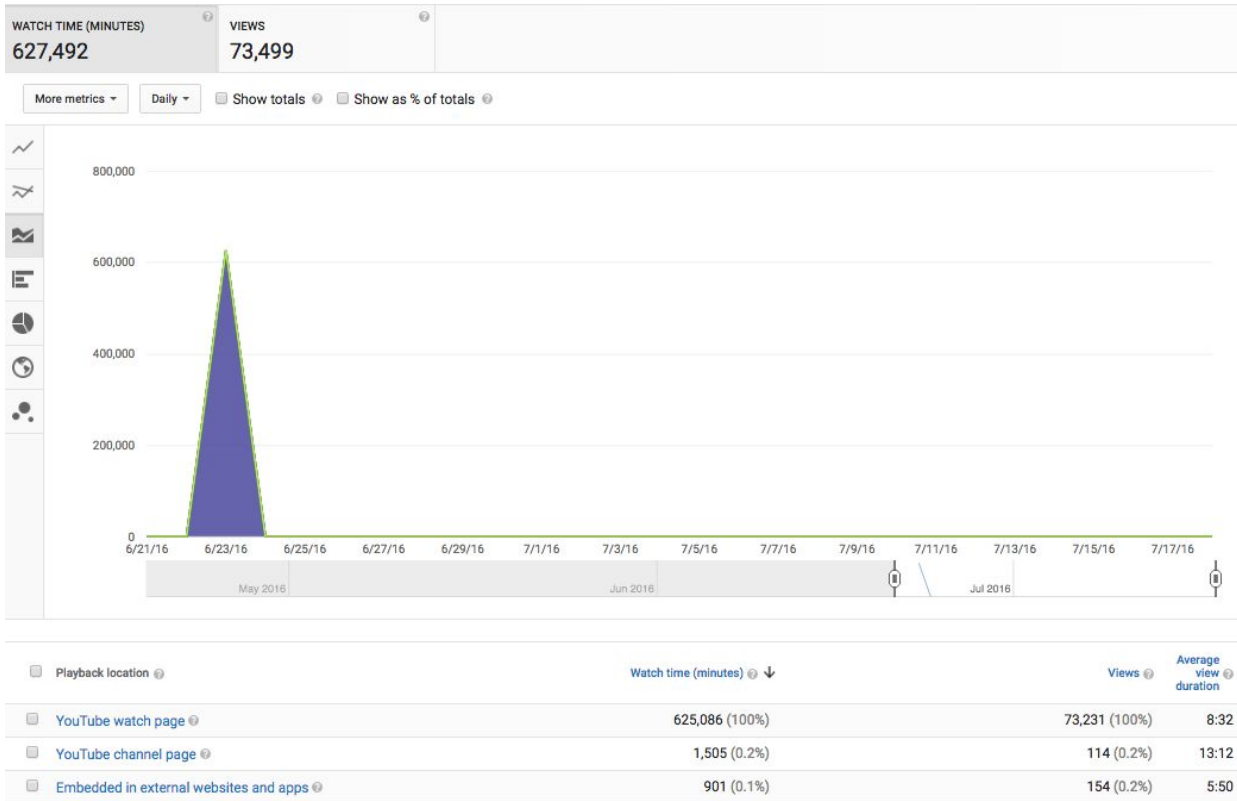 WATCH TIME (MINUTES) ?
627,492
VIEWS ?
73,499
More metrics Daily Show totals ? Show as % of totals ?
800,000
600,000
400,000
200,000
0
6/21/16 6/23/16 6/25/16 6/27/16 6/29/16 7/1/16 7/3/16 7/5/16 7/7/16 7/9/16 7/11/16 7/13/16 7/15/16 7/17/16
May 2016 Jun 2016 Jul 2016
Playback location ? Watch time (minutes) ? Views ? Average view duration ?
YouTube watch page ? 625,086 (100%) 73,231 (100%) 8:32
YouTube channel page ? 1,505 (0.2%) 114 (0.2%) 13:12
Embedded in external websites and apps ? 901 (0.1%) 154 (0.2%) 5:50